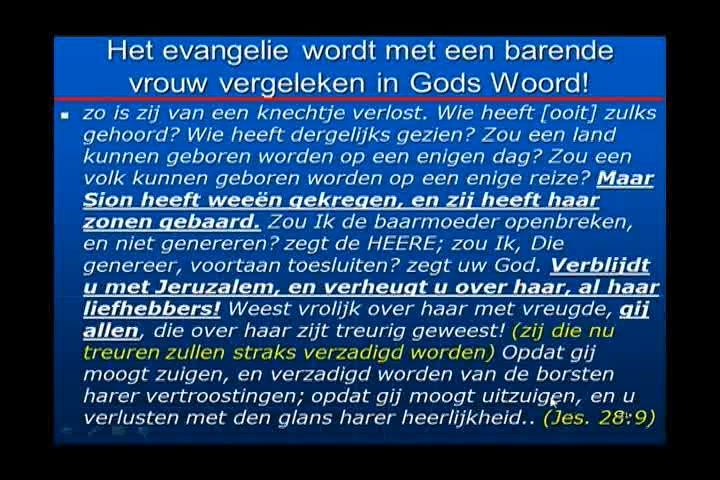 Het evangelie wordt met een barende
vrouw vergeleken in Gods Woord!
zo is zij van een knechtje verlost. Wie heeft [ooit] zulks
gehoord? Wie heeft dergelijks gezien? Zou een land
kunnen geboren worden op een enigen dag? Zou een
volk kunnen geboren worden op een enige reize? Maar
Sion heeft weeën gekregen, en zij heeft haar
zonen gebaard. Zou Ik de baarmoeder openbreken,
en niet genereren? zegt de HEERE; zou Ik, Die
genereer, voortaan toesluiten? zegt uw God. Verblijdt
u met Jeruzalem, en verheugt u over haar, al haar
liefhebbers! Weest vrolijk over haar met vreugde, gij
allen, die over haar zijt treurig geweest! (zij die nu
treuren zullen straks verzadigd worden) Opdat gij
moogt zuigen, en verzadigd worden van de borsten
harer vertroostingen; opdat gij moogt uitzuigen, en u
verlusten met den glans harer heerlijkheid.. (Jes. 28:9)